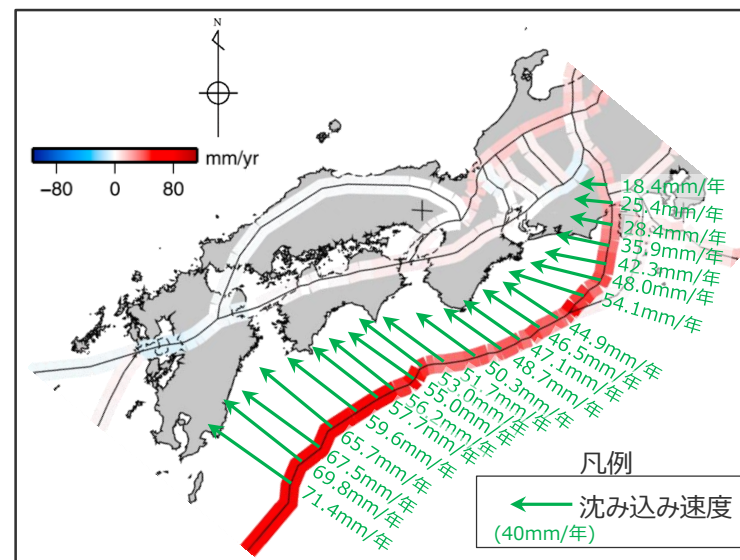 N
mm/yr
−80 0 80
18.4mm/年
25.4mm/年
28.4mm/年
35.9mm/年
42.3mm/年
48.0mm/年
54.1mm/年
44.9mm/年
46.5mm/年
47.1mm/年
48.7mm/年
50.3mm/年
51.7mm/年
53.0mm/年
55.0mm/年
56.2mm/年
57.7mm/年
59.6mm/年
65.7mm/年
67.5mm/年
69.8mm/年
71.4mm/年
凡例
沈み込み速度
(40mm/年)